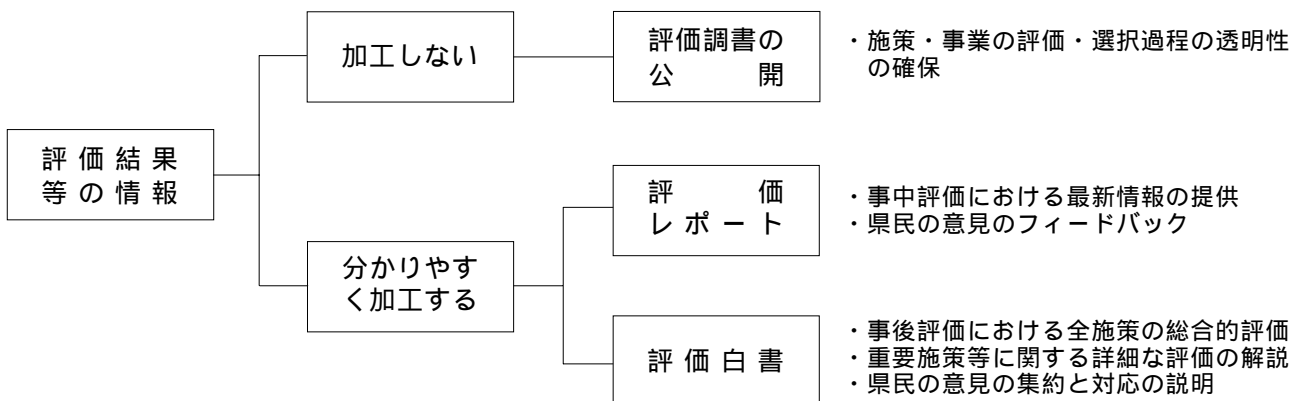 評価結果
等の情報
加工しない
評価調書の
公開
・施策・事業の評価・選択過程の透明性
の確保
分かりやす
く加工する
評価
レポート
・事中評価における最新情報の提供
・県民の意見のフィードバック
評価白書
・事後評価における全施策の総合的評価
・重要施策等に関する詳細な評価の解説
・県民の意見の集約と対応の説明